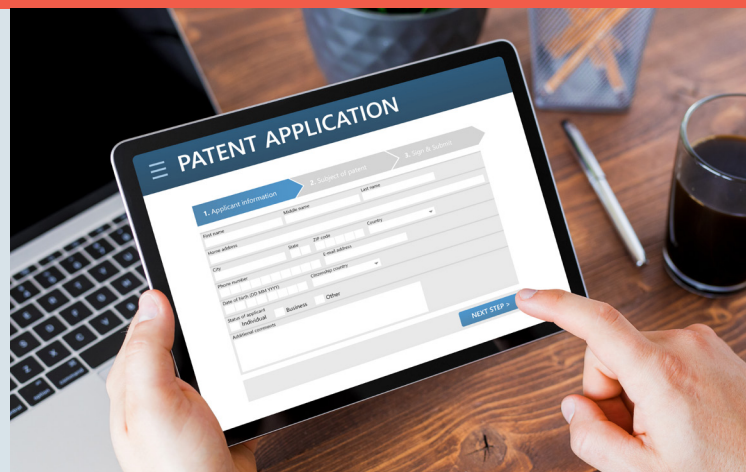 PATENT APPLICATION
1. Applicant information
2. Subject of patent
3. Sign & Submit
First name
Middle name
Last name
Home address
City
State
ZIP code
Country
Phone number
E-mail address
Date of birth (DD MM YYYY)
Citizenship country
Status of applicant
Individual
Business
Other
Additional comments
NEXT STEP >
option
command